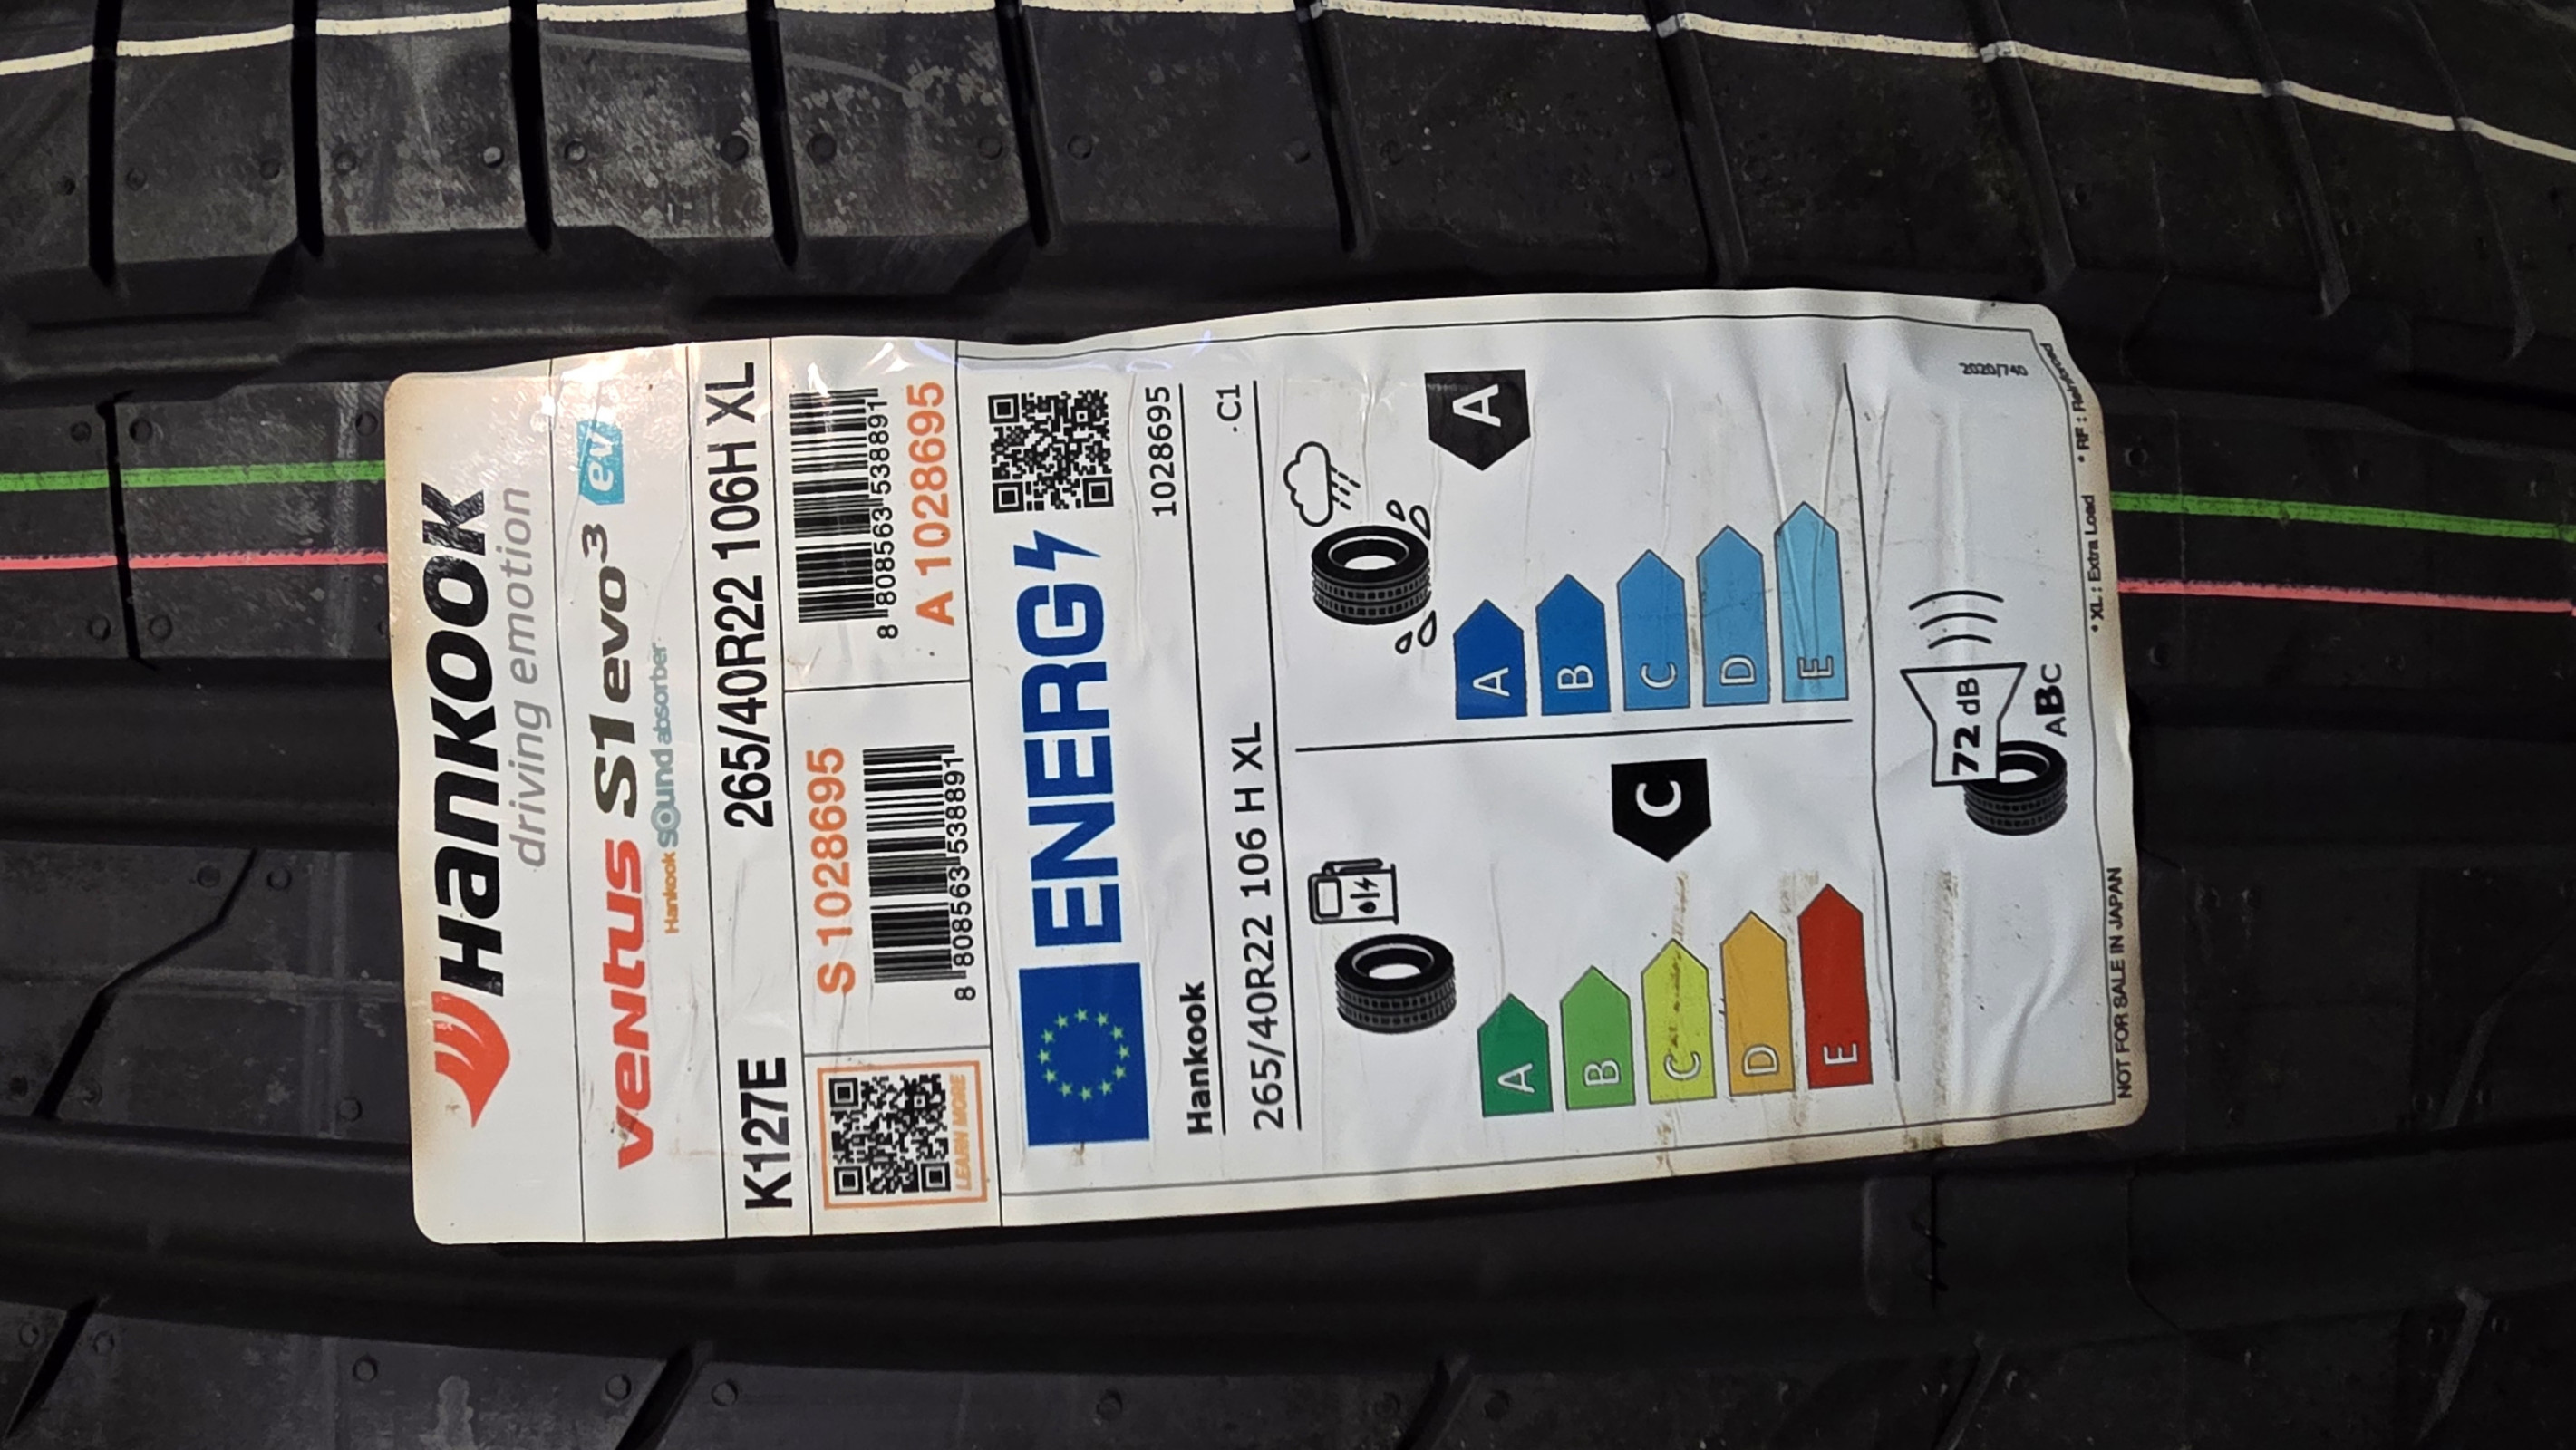 Hankook
driving emotion
ventus S1 evo3 ev
Hankook sound absorber
K127E 265/40R22 106H XL
LEARN MORE
S 1028695
8 808563 538891
8 808563 538891
A 1028695
ENERG
Hankook 1028695
265/40R22 106 H XL C1
A
B
C
D
E
C
A
B
C
D
E
A
72 dB
ABC
2020/740
NOT FOR SALE IN JAPAN * XL : Extra Load * RF : Reinforced